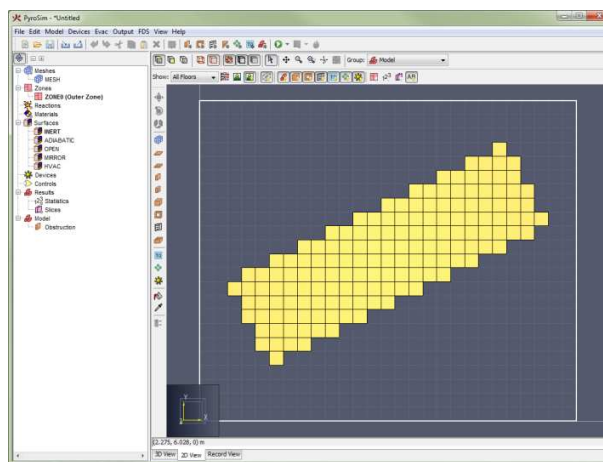 PyroSim - *Untitled
File Edit Model Devices Evac Output FDS View Help
Group: Model
Show: All Floors
Meshes
MESH
Zones
ZONE0 (Outer Zone)
Reactions
Materials
Surfaces
INERT
ADIABATIC
OPEN
MIRROR
HVAC
Devices
Controls
Results
Statistics
Slices
Model
Obstruction
Y
X
(2.275, 6.028, 0) m
3D View 2D View Record View